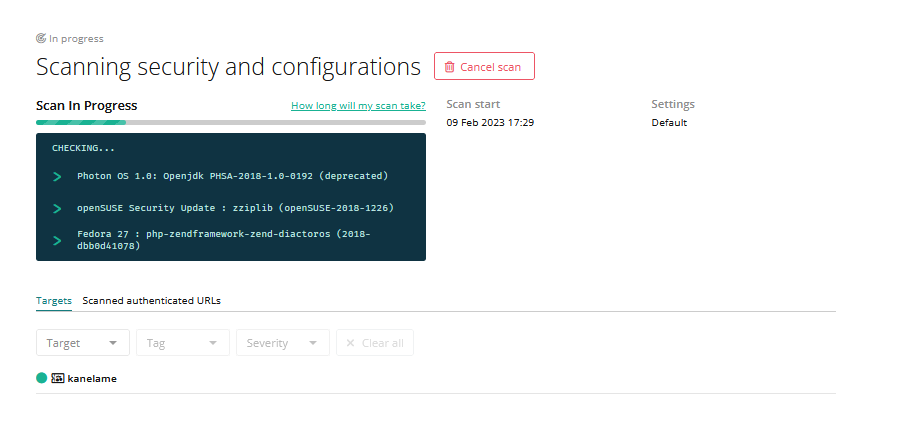 In progress
Scanning security and configurations
Cancel scan
Scan In Progress
How long will my scan take?
Scan start
Settings
09 Feb 2023 17:29
Default
CHECKING...
Photon OS 1.0: Openjdk PHSA-2018-1.0-0192 (deprecated)
openSUSE Security Update : zziplib (openSUSE-2018-1226)
Fedora 27 : php-zendframework-zend-diactoros (2018-
dbb0d41078)
Targets
Scanned authenticated URLs
Target
Tag
Severity
Clear all
kanelame